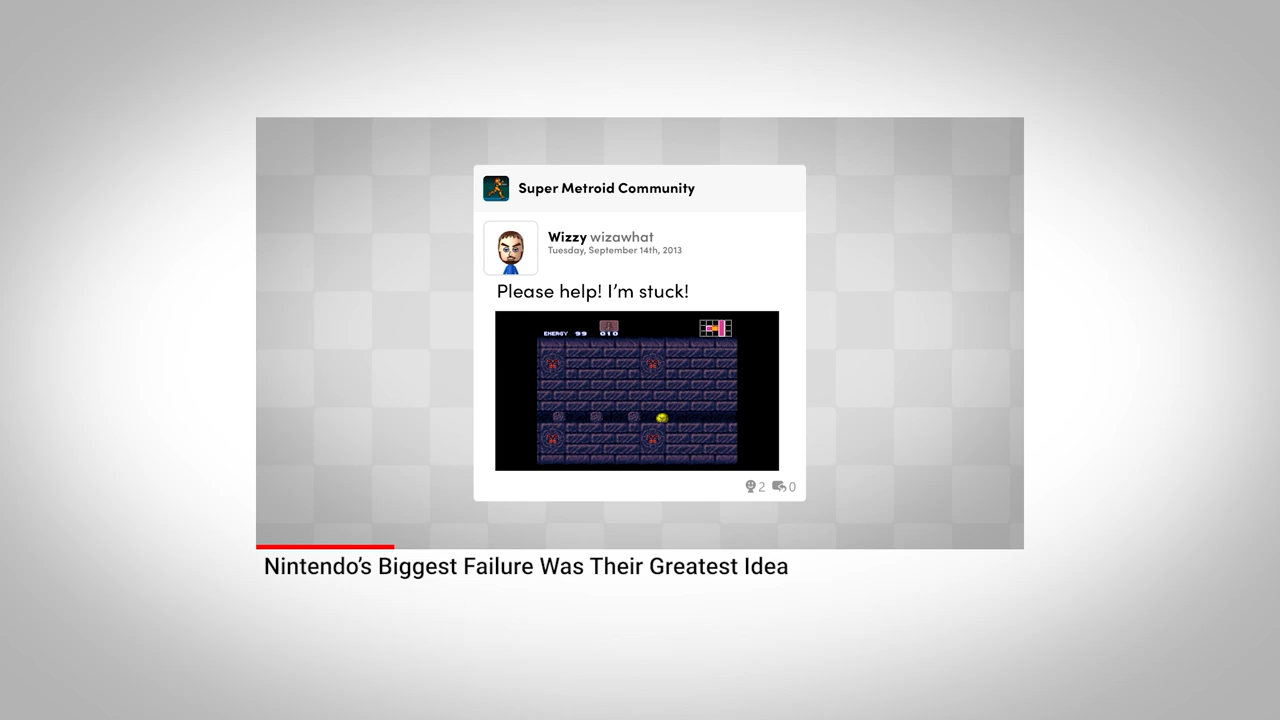 Super Metroid Community
Wizzy wizawhat
Tuesday, September 14th, 2013
Please help! I'm stuck!
ENERGY 99 010
2 0
Nintendo's Biggest Failure Was Their Greatest Idea